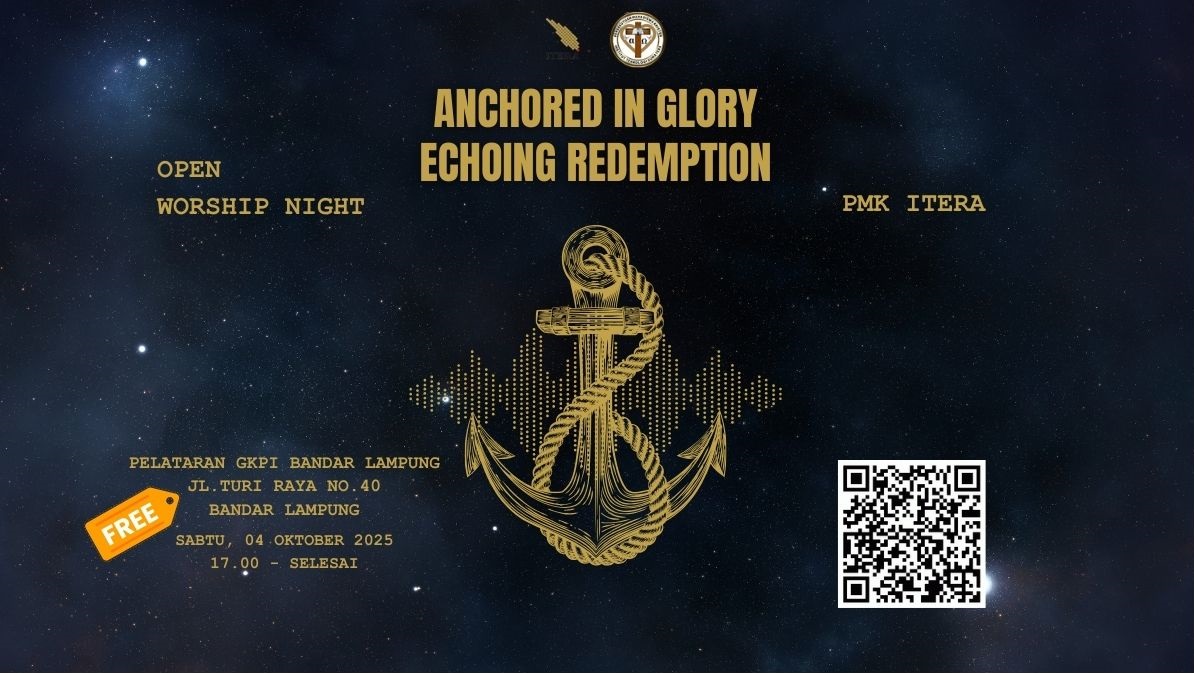 ITERA
ANCHORED IN GLORY
ECHOING REDEMPTION
OPEN
WORSHIP NIGHT
PMK ITERA
PELATARAN GKPI BANDAR LAMPUNG
JL.TURI RAYA NO.40
BANDAR LAMPUNG
FREE
SABTU, 04 OKTOBER 2025
17.00 - SELESAI